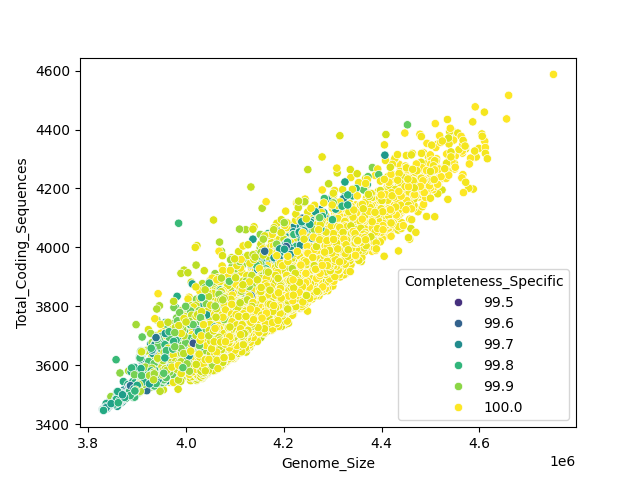 4600
4400
4200
4000
3800
3600
3400
Total_Coding_Sequences
Completeness_Specific
99.5
99.6
99.7
99.8
99.9
100.0
3.8 4.0 4.2 4.4 4.6
1e6
Genome_Size